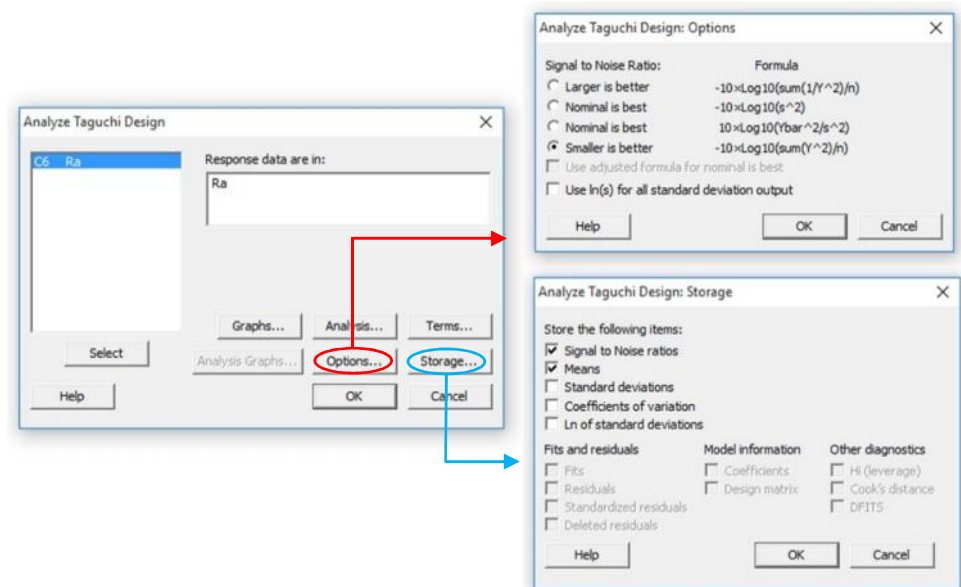 Analyze Taguchi Design
C6 Ra
Response data are in:
Ra
Graphs... Analysis... Terms...
Select
Analysis Graphs... Options... Storage...
Help OK Cancel
Analyze Taguchi Design: Options
Signal to Noise Ratio: Formula
Larger is better -10×Log10(sum(1/Y^2)/n)
Nominal is best -10×Log10(s^2)
Nominal is best 10×Log10(Ybar^2/s^2)
Smaller is better -10×Log10(sum(Y^2)/n)
Use adjusted formula for nominal is best
Use ln(s) for all standard deviation output
Help OK Cancel
Analyze Taguchi Design: Storage
Store the following items:
Signal to Noise ratios
Means
Standard deviations
Coefficients of variation
Ln of standard deviations
Fits and residuals Model information Other diagnostics
Fits Coefficients Hi (leverage)
Residuals Design matrix Cook's distance
Standardized residuals DFITS
Deleted residuals
Help OK Cancel